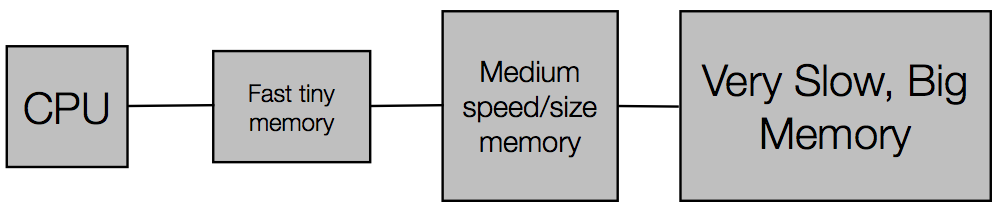 CPU
Fast tiny
memory
Medium
speed/size
memory
Very Slow, Big
Memory